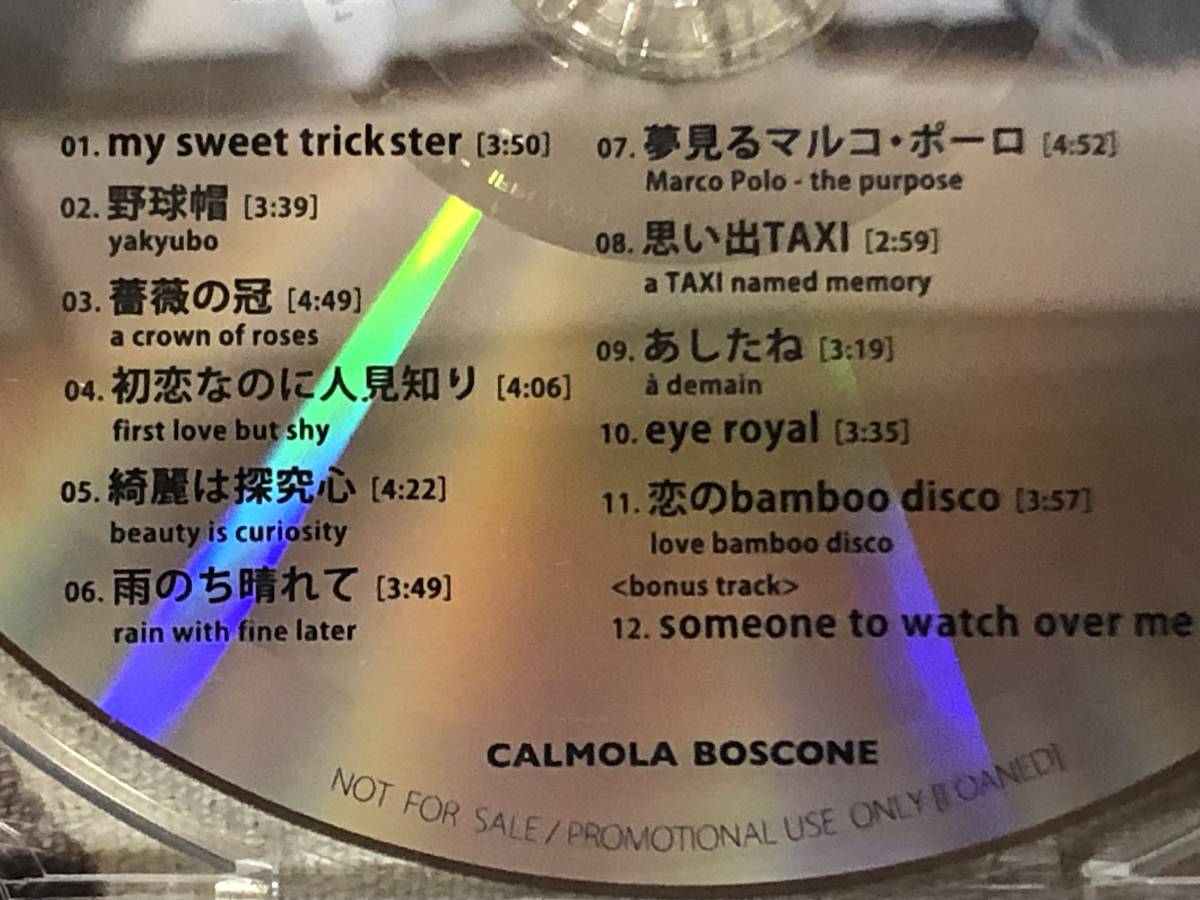 01. my sweet trickster [3:50]
02. 野球帽 [3:39]
yakyubo
03. 薔薇の冠 [4:49]
a crown of roses
04. 初恋なのに人見知り [4:06]
first love but shy
05. 綺麗は探究心 [4:22]
beauty is curiosity
06. 雨のち晴れて [3:49]
rain with fine later
07. 夢見るマルコ・ポーロ [4:52]
Marco Polo - the purpose
08. 思い出TAXI [2:59]
a TAXI named memory
09. あしたね [3:19]
à demain
10. eye royal [3:35]
11. 恋のbamboo disco [3:57]
love bamboo disco
<bonus track>
12. someone to watch over me
CALMOLA BOSCONE
NOT FOR SALE / PROMOTIONAL USE ONLY [LOANED]